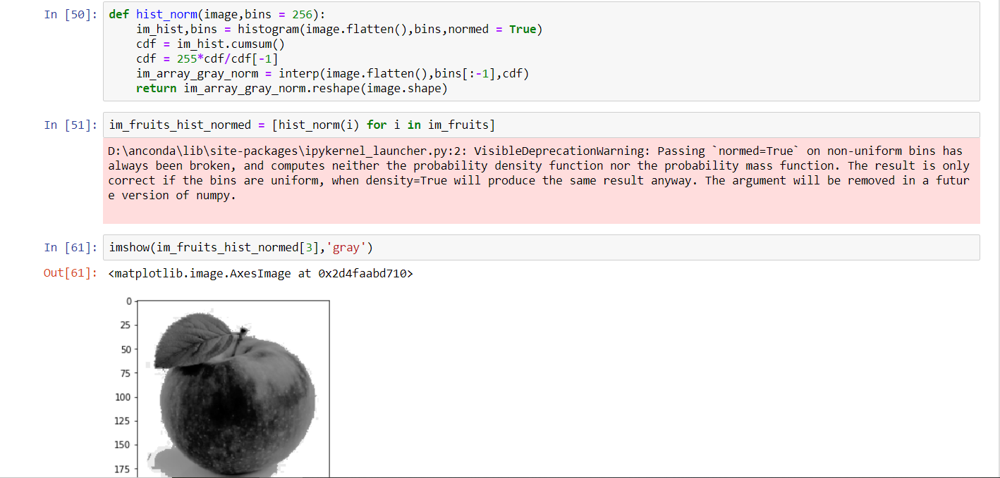 In [50]: def hist_norm(image,bins = 256):
    im_hist,bins = histogram(image.flatten(),bins,normed = True)
    cdf = im_hist.cumsum()
    cdf = 255*cdf/cdf[-1]
    im_array_gray_norm = interp(image.flatten(),bins[:-1],cdf)
    return im_array_gray_norm.reshape(image.shape)
In [51]: im_fruits_hist_normed = [hist_norm(i) for i in im_fruits]
D:\anconda\lib\site-packages\ipykernel_launcher.py:2: VisibleDeprecationWarning: Passing `normed=True` on non-uniform bins has
always been broken, and computes neither the probability density function nor the probability mass function. The result is only
correct if the bins are uniform, when density=True will produce the same result anyway. The argument will be removed in a futur
e version of numpy.
In [61]: imshow(im_fruits_hist_normed[3],'gray')
Out[61]: <matplotlib.image.AxesImage at 0x2d4faabd710>
0
25
50
75
100
125
150
175